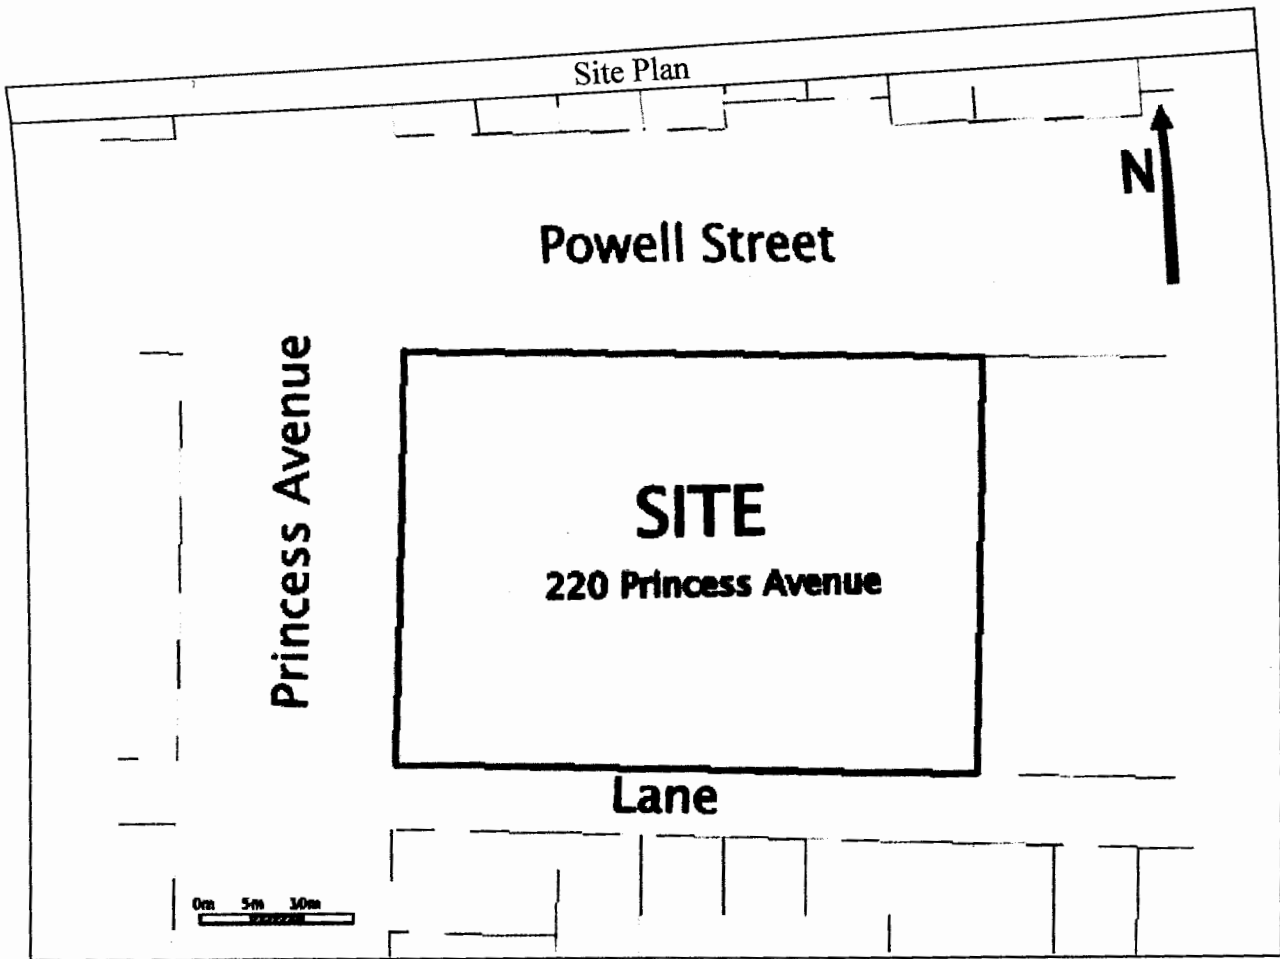 Site Plan
N
Powell Street
Princess Avenue
SITE
220 Princess Avenue
Lane
0m 5m 10m